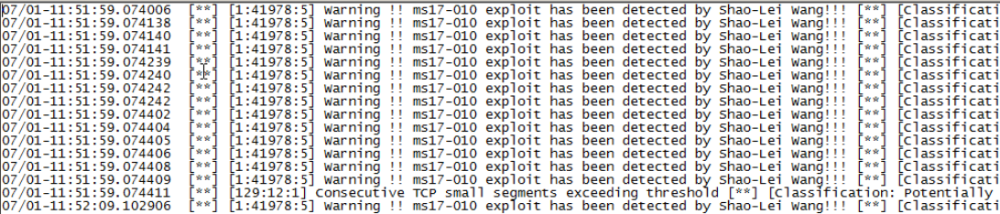 07/01-11:51:59.074006 [**] [1:41978:5] Warning !! ms17-010 exploit has been detected by Shao-Lei Wang!!! [**] [Classificati
07/01-11:51:59.074138 [**] [1:41978:5] Warning !! ms17-010 exploit has been detected by Shao-Lei Wang!!! [**] [Classificati
07/01-11:51:59.074140 [**] [1:41978:5] Warning !! ms17-010 exploit has been detected by Shao-Lei Wang!!! [**] [Classificati
07/01-11:51:59.074141 [**] [1:41978:5] Warning !! ms17-010 exploit has been detected by Shao-Lei Wang!!! [**] [Classificati
07/01-11:51:59.074239 [**] [1:41978:5] Warning !! ms17-010 exploit has been detected by Shao-Lei Wang!!! [**] [Classificati
07/01-11:51:59.074240 [**] [1:41978:5] Warning !! ms17-010 exploit has been detected by Shao-Lei Wang!!! [**] [Classificati
07/01-11:51:59.074242 [**] [1:41978:5] Warning !! ms17-010 exploit has been detected by Shao-Lei Wang!!! [**] [Classificati
07/01-11:51:59.074242 [**] [1:41978:5] Warning !! ms17-010 exploit has been detected by Shao-Lei Wang!!! [**] [Classificati
07/01-11:51:59.074402 [**] [1:41978:5] Warning !! ms17-010 exploit has been detected by Shao-Lei Wang!!! [**] [Classificati
07/01-11:51:59.074404 [**] [1:41978:5] Warning !! ms17-010 exploit has been detected by Shao-Lei Wang!!! [**] [Classificati
07/01-11:51:59.074405 [**] [1:41978:5] Warning !! ms17-010 exploit has been detected by Shao-Lei Wang!!! [**] [Classificati
07/01-11:51:59.074406 [**] [1:41978:5] Warning !! ms17-010 exploit has been detected by Shao-Lei Wang!!! [**] [Classificati
07/01-11:51:59.074408 [**] [1:41978:5] Warning !! ms17-010 exploit has been detected by Shao-Lei Wang!!! [**] [Classificati
07/01-11:51:59.074409 [**] [1:41978:5] Warning !! ms17-010 exploit has been detected by Shao-Lei Wang!!! [**] [Classificati
07/01-11:51:59.074411 [**] [129:12:1] Consecutive TCP small segments exceeding threshold [**] [Classification: Potentially
07/01-11:52:09.102906 [**] [1:41978:5] Warning !! ms17-010 exploit has been detected by Shao-Lei Wang!!! [**] [Classificati